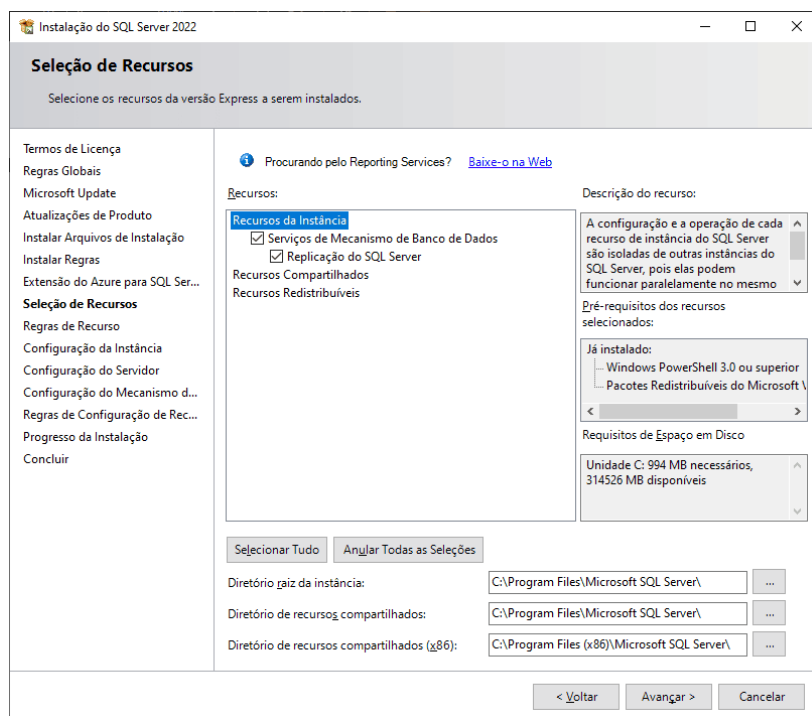 Instalação do SQL Server 2022
Seleção de Recursos
Selecione os recursos da versão Express a serem instalados.
Termos de Licença
Regras Globais
Microsoft Update
Atualizações de Produto
Instalar Arquivos de Instalação
Instalar Regras
Extensão do Azure para SQL Ser...
Seleção de Recursos
Regras de Recurso
Configuração da Instância
Configuração do Servidor
Configuração do Mecanismo d...
Regras de Configuração de Rec...
Progresso da Instalação
Concluir
Procurando pelo Reporting Services? Baixe-o na Web
Recursos:
Recursos da Instância
Serviços de Mecanismo de Banco de Dados
Replicação do SQL Server
Recursos Compartilhados
Recursos Redistribuíveis
Descrição do recurso:
A configuração e a operação de cada
recurso de instância do SQL Server
são isoladas de outras instâncias do
SQL Server, pois elas podem
funcionar paralelamente no mesmo
Pré-requisitos dos recursos
selecionados:
Já instalado:
Windows PowerShell 3.0 ou superior
Pacotes Redistribuíveis do Microsoft
Requisitos de Espaço em Disco
Unidade C: 994 MB necessários,
314526 MB disponíveis
Selecionar Tudo
Anular Todas as Seleções
Diretório raiz da instância: C:\Program Files\Microsoft SQL Server\ ...
Diretório de recursos compartilhados: C:\Program Files\Microsoft SQL Server\ ...
Diretório de recursos compartilhados (x86): C:\Program Files (x86)\Microsoft SQL Server\ ...
< Voltar
Avançar >
Cancelar